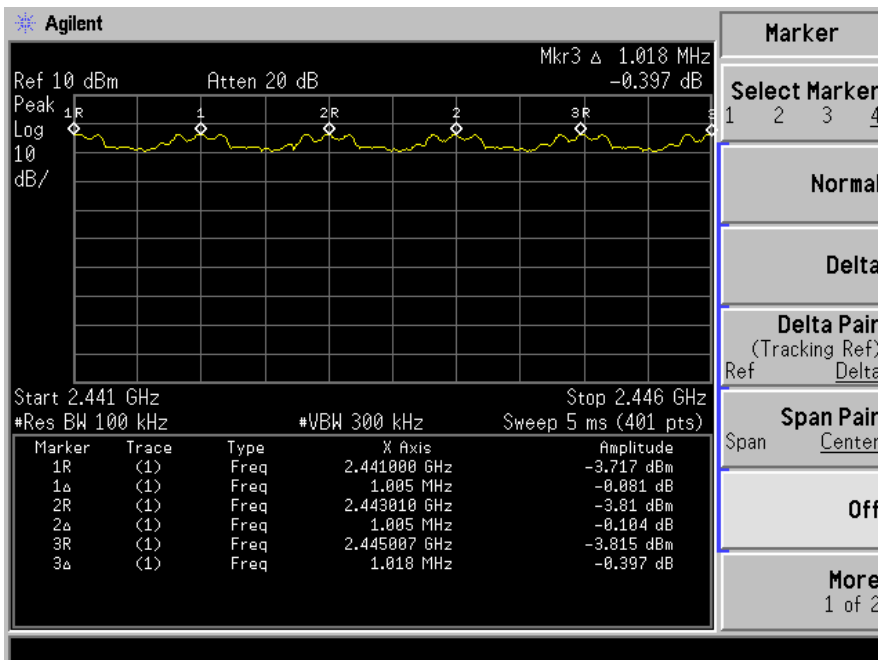 Agilent
Marker
Mkr3 Δ 1.018 MHz
Ref 10 dBm Atten 20 dB -0.397 dB
Peak
Log
10
dB/
1R 1 2R 2 3R
Start 2.441 GHz Stop 2.446 GHz
#Res BW 100 kHz #VBW 300 kHz Sweep 5 ms (401 pts)
Marker Trace Type X Axis Amplitude
1R (1) Freq 2.441000 GHz -3.717 dBm
1Δ (1) Freq 1.005 MHz -0.081 dB
2R (1) Freq 2.443010 GHz -3.81 dBm
2Δ (1) Freq 1.005 MHz -0.104 dB
3R (1) Freq 2.445007 GHz -3.815 dBm
3Δ (1) Freq 1.018 MHz -0.397 dB
Select Marker
1 2 3 4
Normal
Delta
Delta Pair
(Tracking Ref)
Ref Delta
Span Pair
Span Center
Off
More
1 of 2